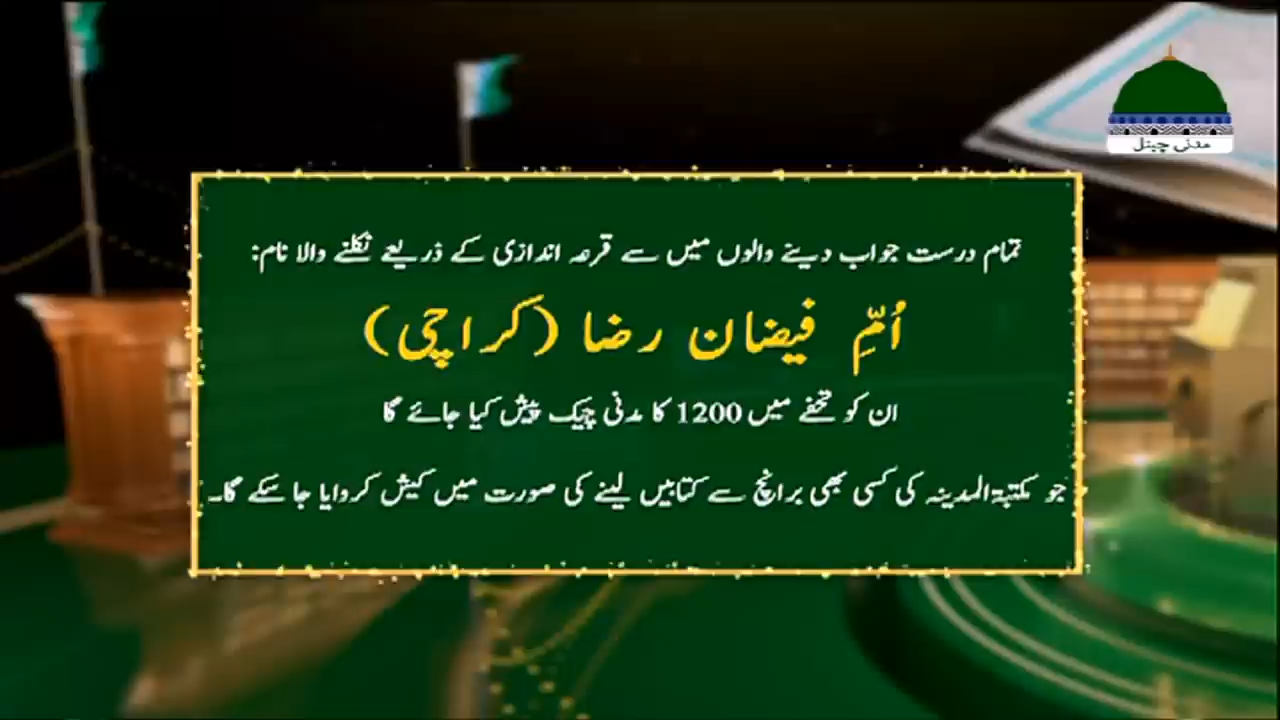 مدنی چینل
تمام درست جواب دینے والوں میں سے قرعہ اندازی کے ذریعے نکلنے والا نام:
اُمِّ فیضان رضا (کراچی)
ان کو تحفے میں 1200 کا مدنی چیک پیش کیا جائے گا
جو مکتبۃ المدینہ کی کسی بھی برانچ سے کتابیں لینے کی صورت میں کیش کروایا جا سکے گا۔